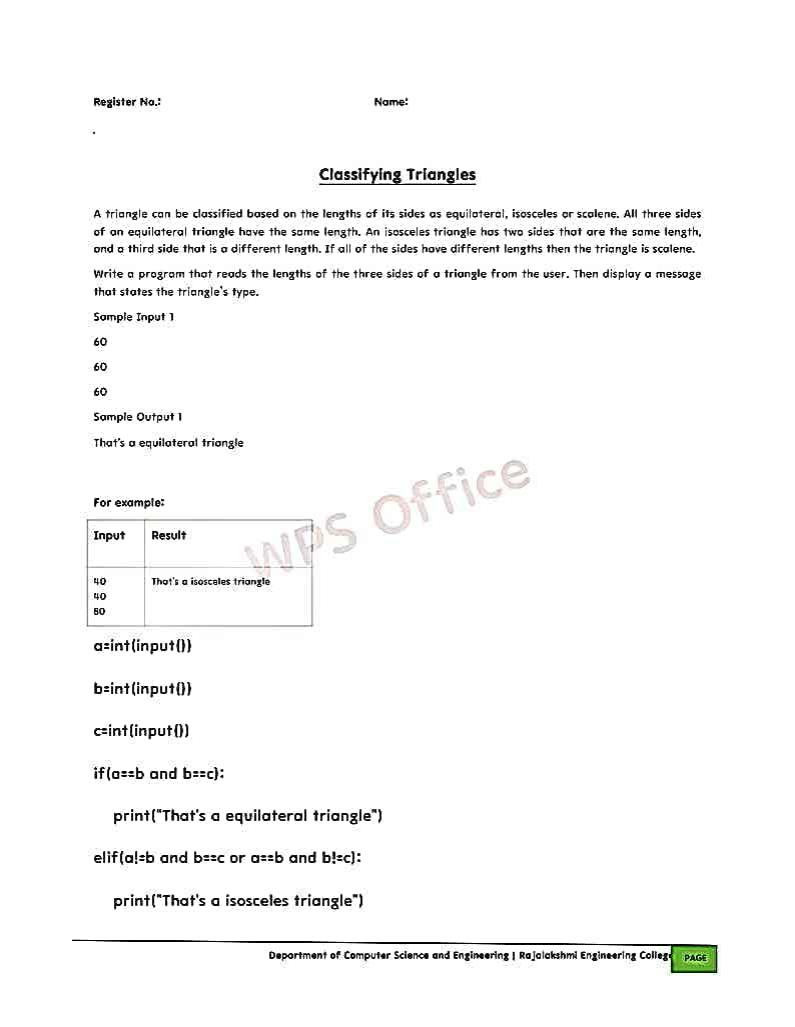 Register No.: Name:
.
Classifying Triangles
A triangle can be classified based on the lengths of its sides as equilateral, isosceles or scalene. All three sides
of an equilateral triangle have the same length. An isosceles triangle has two sides that are the same length,
and a third side that is a different length. If all of the sides have different lengths then the triangle is scalene.
Write a program that reads the lengths of the three sides of a triangle from the user. Then display a message
that states the triangle's type.
Sample Input 1
60
60
60
Sample Output 1
That's a equilateral triangle
WPS Office
For example:
Input Result
40 That's a isosceles triangle
40
80
a=int(input())
b=int(input())
c=int(input())
if(a==b and b==c):
print("That's a equilateral triangle")
elif(a!=b and b==c or a==b and b!=c):
print("That's a isosceles triangle")
Department of Computer Science and Engineering | Rajalakshmi Engineering College
PAGE